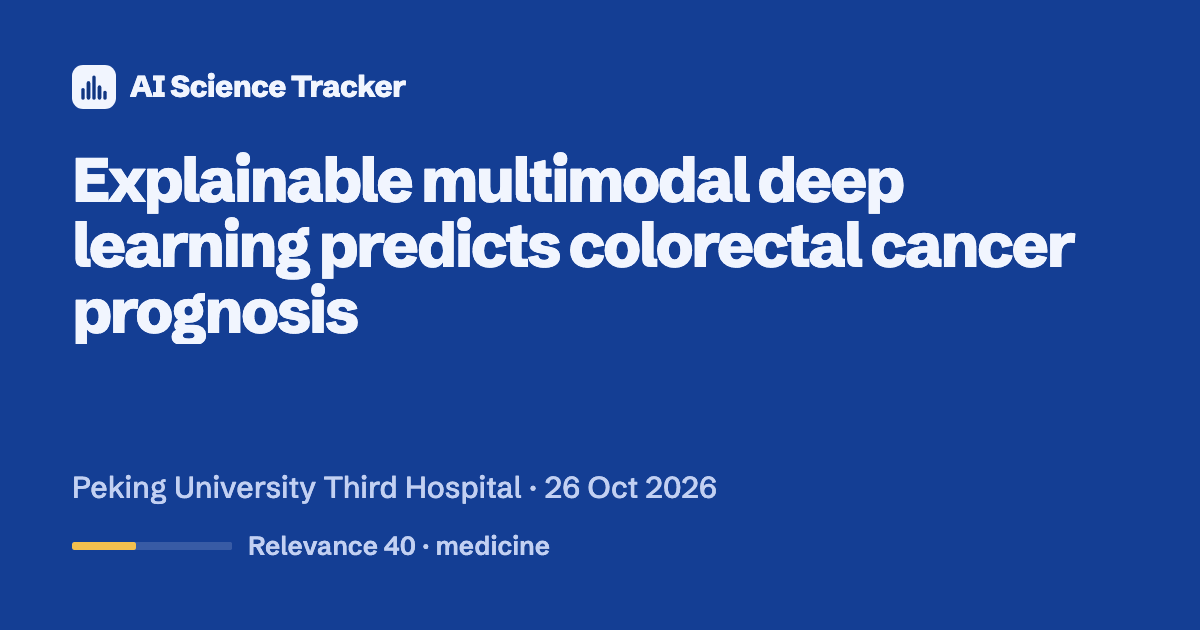 AI Science Tracker
Explainable multimodal deep
learning predicts colorectal cancer
prognosis
Peking University Third Hospital · 26 Oct 2026
Relevance 40 · medicine